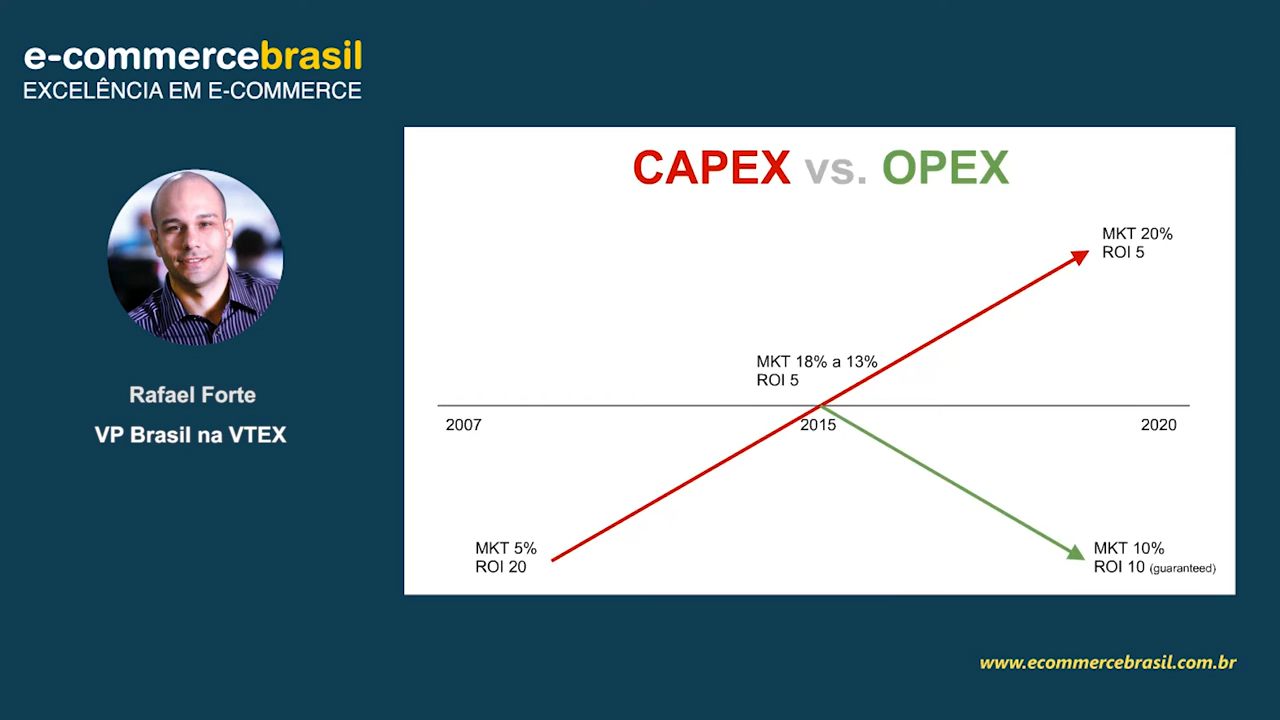 e-commercebrasil
EXCELÊNCIA EM E-COMMERCE
Rafael Forte
VP Brasil na VTEX
CAPEX vs. OPEX
MKT 20%
ROI 5
MKT 18% a 13%
ROI 5
2007
2015
2020
MKT 5%
ROI 20
MKT 10%
ROI 10 (guaranteed)
www.ecommercebrasil.com.br